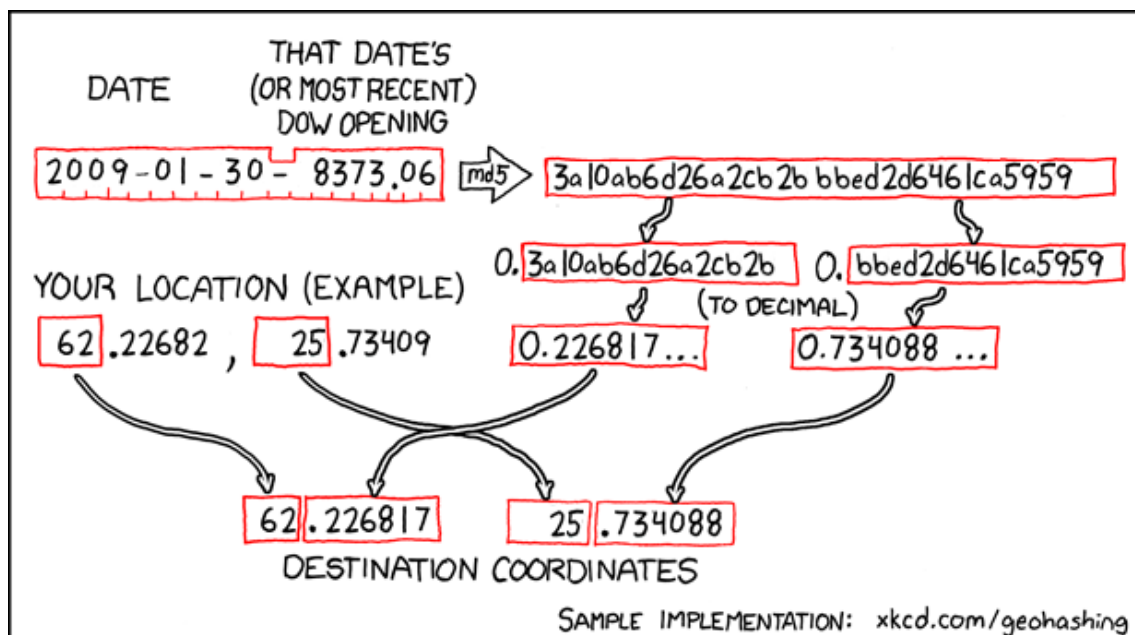 DATE
THAT DATE'S
(OR MOST RECENT)
DOW OPENING
2009-01-30-8373.06
md5
3a10ab6d26a2cb2b bbed2d6461ca5959
0.3a10ab6d26a2cb2b
0.bbed2d6461ca5959
YOUR LOCATION (EXAMPLE)
(TO DECIMAL)
62.22682, 25.73409
0.226817...
0.734088...
62.226817
25.734088
DESTINATION COORDINATES
SAMPLE IMPLEMENTATION: xkcd.com/geohashing